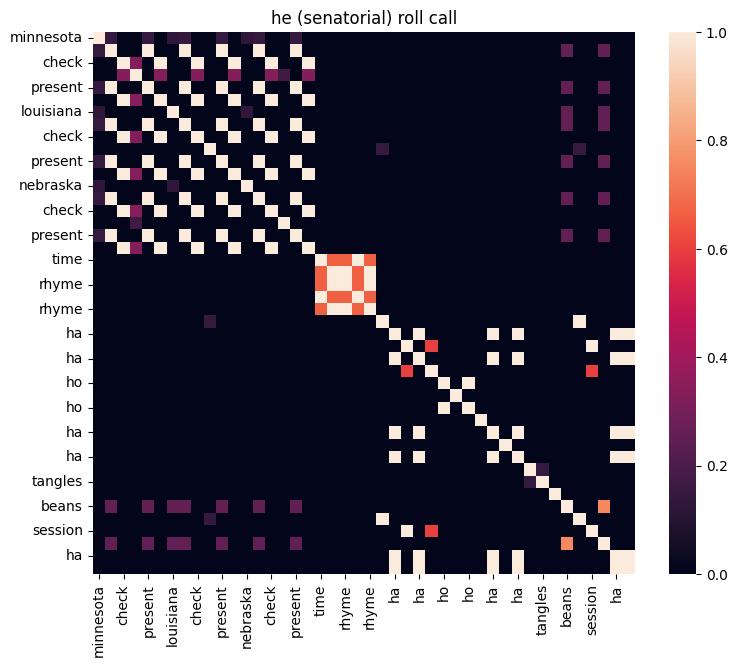 he (senatorial) roll call
minnesota
check
present
louisiana
check
present
nebraska
check
present
time
rhyme
rhyme
ha
ha
ho
ho
ha
ha
tangles
beans
session
ha
1.0
0.8
0.6
0.4
0.2
0.0
minnesota
check
present
louisiana
check
present
nebraska
check
present
time
rhyme
rhyme
ha
ha
ho
ho
ha
ha
tangles
beans
session
ha